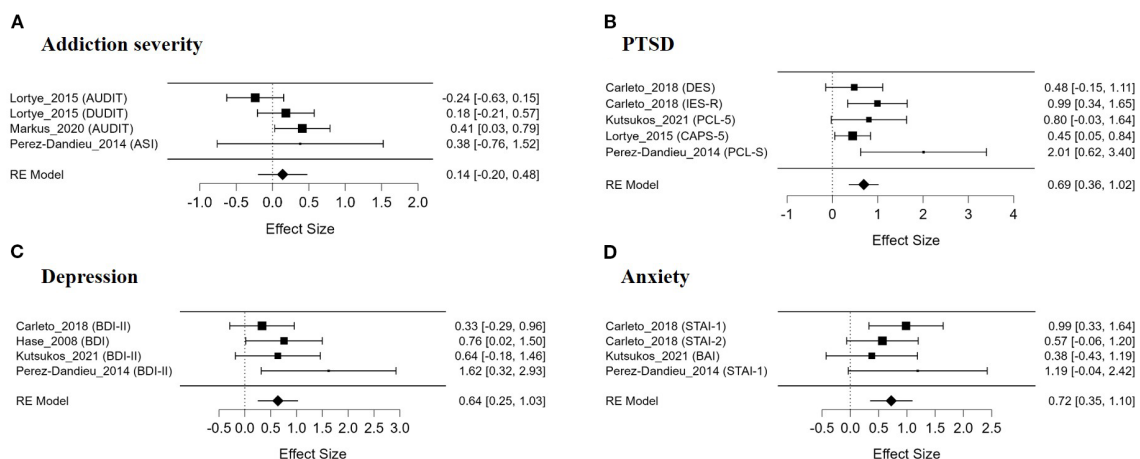 A
Addiction severity
Lortye_2015 (AUDIT) -0.24 [-0.63, 0.15]
Lortye_2015 (DUDIT) 0.18 [-0.21, 0.57]
Markus_2020 (AUDIT) 0.41 [0.03, 0.79]
Perez-Dandieu_2014 (ASI) 0.38 [-0.76, 1.52]
RE Model 0.14 [-0.20, 0.48]
-1.0 -0.5 0.0 0.5 1.0 1.5 2.0
Effect Size
B
PTSD
Carleto_2018 (DES) 0.48 [-0.15, 1.11]
Carleto_2018 (IES-R) 0.99 [0.34, 1.65]
Kutsukos_2021 (PCL-5) 0.80 [-0.03, 1.64]
Lortye_2015 (CAPS-5) 0.45 [0.05, 0.84]
Perez-Dandieu_2014 (PCL-S) 2.01 [0.62, 3.40]
RE Model 0.69 [0.36, 1.02]
-1 0 1 2 3 4
Effect Size
C
Depression
Carleto_2018 (BDI-II) 0.33 [-0.29, 0.96]
Hase_2008 (BDI) 0.76 [0.02, 1.50]
Kutsukos_2021 (BDI-II) 0.64 [-0.18, 1.46]
Perez-Dandieu_2014 (BDI-II) 1.62 [0.32, 2.93]
RE Model 0.64 [0.25, 1.03]
-0.5 0.0 0.5 1.0 1.5 2.0 3.0
Effect Size
D
Anxiety
Carleto_2018 (STAI-1) 0.99 [0.33, 1.64]
Carleto_2018 (STAI-2) 0.57 [-0.06, 1.20]
Kutsukos_2021 (BAI) 0.38 [-0.43, 1.19]
Perez-Dandieu_2014 (STAI-1) 1.19 [-0.04, 2.42]
RE Model 0.72 [0.35, 1.10]
-0.5 0.0 0.5 1.0 1.5 2.0 2.5
Effect Size